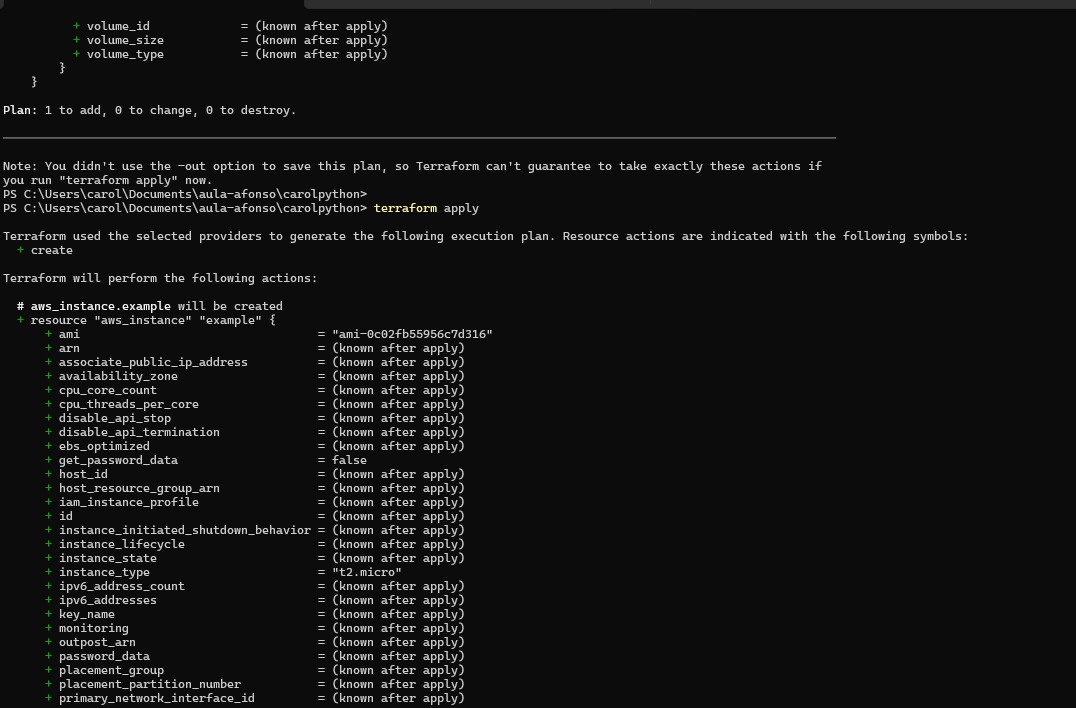 + volume_id = (known after apply)
+ volume_size = (known after apply)
+ volume_type = (known after apply)
}
}
Plan: 1 to add, 0 to change, 0 to destroy.
Note: You didn't use the -out option to save this plan, so Terraform can't guarantee to take exactly these actions if
you run "terraform apply" now.
PS C:\Users\carol\Documents\aula-afonso\carolpython>
PS C:\Users\carol\Documents\aula-afonso\carolpython> terraform apply
Terraform used the selected providers to generate the following execution plan. Resource actions are indicated with the following symbols:
+ create
Terraform will perform the following actions:
# aws_instance.example will be created
+ resource "aws_instance" "example" {
+ ami = "ami-0c02fb55956c7d316"
+ arn = (known after apply)
+ associate_public_ip_address = (known after apply)
+ availability_zone = (known after apply)
+ cpu_core_count = (known after apply)
+ cpu_threads_per_core = (known after apply)
+ disable_api_stop = (known after apply)
+ disable_api_termination = (known after apply)
+ ebs_optimized = (known after apply)
+ get_password_data = false
+ host_id = (known after apply)
+ host_resource_group_arn = (known after apply)
+ iam_instance_profile = (known after apply)
+ id = (known after apply)
+ instance_initiated_shutdown_behavior = (known after apply)
+ instance_lifecycle = (known after apply)
+ instance_state = (known after apply)
+ instance_type = "t2.micro"
+ ipv6_address_count = (known after apply)
+ ipv6_addresses = (known after apply)
+ key_name = (known after apply)
+ monitoring = (known after apply)
+ outpost_arn = (known after apply)
+ password_data = (known after apply)
+ placement_group = (known after apply)
+ placement_partition_number = (known after apply)
+ primary_network_interface_id = (known after apply)